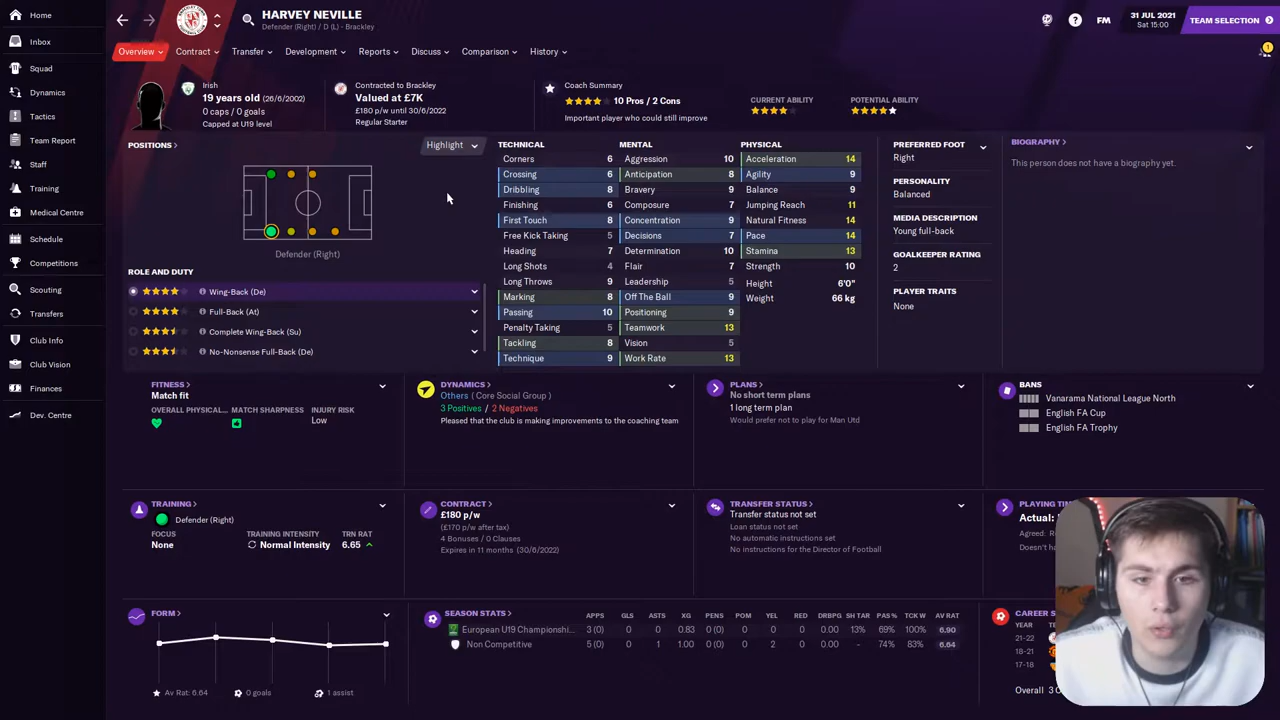 Home
Inbox
Squad
Dynamics
Tactics
Team Report
Staff
Training
Medical Centre
Schedule
Competitions
Scouting
Transfers
Club Info
Club Vision
Finances
Dev. Centre
HARVEY NEVILLE
Defender (Right) / D (L) - Brackley
FM
31 JUL 2021
Sat 15:00
TEAM SELECTION
Overview
Contract
Transfer
Development
Reports
Discuss
Comparison
History
1
Irish
19 years old (26/6/2002)
0 caps / 0 goals
Capped at U19 level
Contracted to Brackley
Valued at £7K
£180 p/w until 30/6/2022
Regular Starter
Coach Summary
10 Pros / 2 Cons
Important player who could still improve
CURRENT ABILITY
POTENTIAL ABILITY
POSITIONS
Highlight
Defender (Right)
ROLE AND DUTY
Wing-Back (De)
Full-Back (At)
Complete Wing-Back (Su)
No-Nonsense Full-Back (De)
TECHNICAL
Corners 6
Crossing 6
Dribbling 8
Finishing 6
First Touch 8
Free Kick Taking 5
Heading 7
Long Shots 4
Long Throws 9
Marking 8
Passing 10
Penalty Taking 5
Tackling 8
Technique 9
MENTAL
Aggression 10
Anticipation 8
Bravery 9
Composure 7
Concentration 9
Decisions 7
Determination 10
Flair 7
Leadership 5
Off The Ball 9
Positioning 9
Teamwork 13
Vision 5
Work Rate 13
PHYSICAL
Acceleration 14
Agility 9
Balance 9
Jumping Reach 11
Natural Fitness 14
Pace 14
Stamina 13
Strength 10
Height 6'0"
Weight 66 kg
PREFERRED FOOT
Right
PERSONALITY
Balanced
MEDIA DESCRIPTION
Young full-back
GOALKEEPER RATING
2
PLAYER TRAITS
None
BIOGRAPHY
This person does not have a biography yet.
FITNESS
Match fit
OVERALL PHYSICAL... MATCH SHARPNESS INJURY RISK
Low
DYNAMICS
Others ( Core Social Group )
3 Positives / 2 Negatives
Pleased that the club is making improvements to the coaching team
PLANS
No short term plans
1 long term plan
Would prefer not to play for Man Utd
BANS
Vanarama National League North
English FA Cup
English FA Trophy
TRAINING
Defender (Right)
FOCUS TRAINING INTENSITY TRN RAT
None Normal Intensity 6.65
CONTRACT
£180 p/w
(£170 p/w after tax)
4 Bonuses / 0 Clauses
Expires in 11 months (30/6/2022)
TRANSFER STATUS
Transfer status not set
Loan status not set
No automatic instructions set
No instructions for the Director of Football
PLAYING
Actual:
Agreed:
FORM
Av Rat: 6.64 0 goals 1 assist
SEASON STATS APPS GLS ASTS XG PENS POM YEL RED DRBPG SH TAR PAS% TCK W AV RAT
European U19 Championshi... 3 (0) 0 0 0.83 0 (0) 0 0 0 0.00 13% 69% 100% 6.90
Non Competitive 5 (0) 0 1 1.00 0 (0) 0 2 0 0.00 - 74% 83% 6.64
CAREER
YEAR
21-22
18-21
17-18
Overall